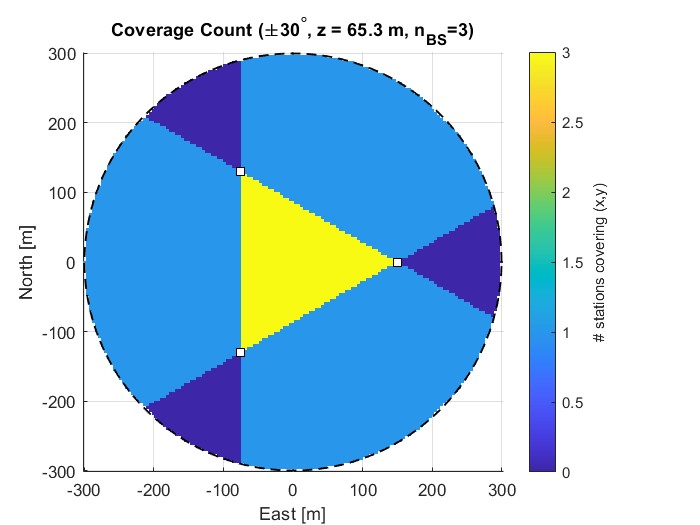 Coverage Count (±30°, z = 65.3 m, n_BS=3)
300
200
100
0
-100
-200
-300
North [m]
-300 -200 -100 0 100 200 300
East [m]
3
2.5
2
1.5
1
0.5
0
# stations covering (x,y)